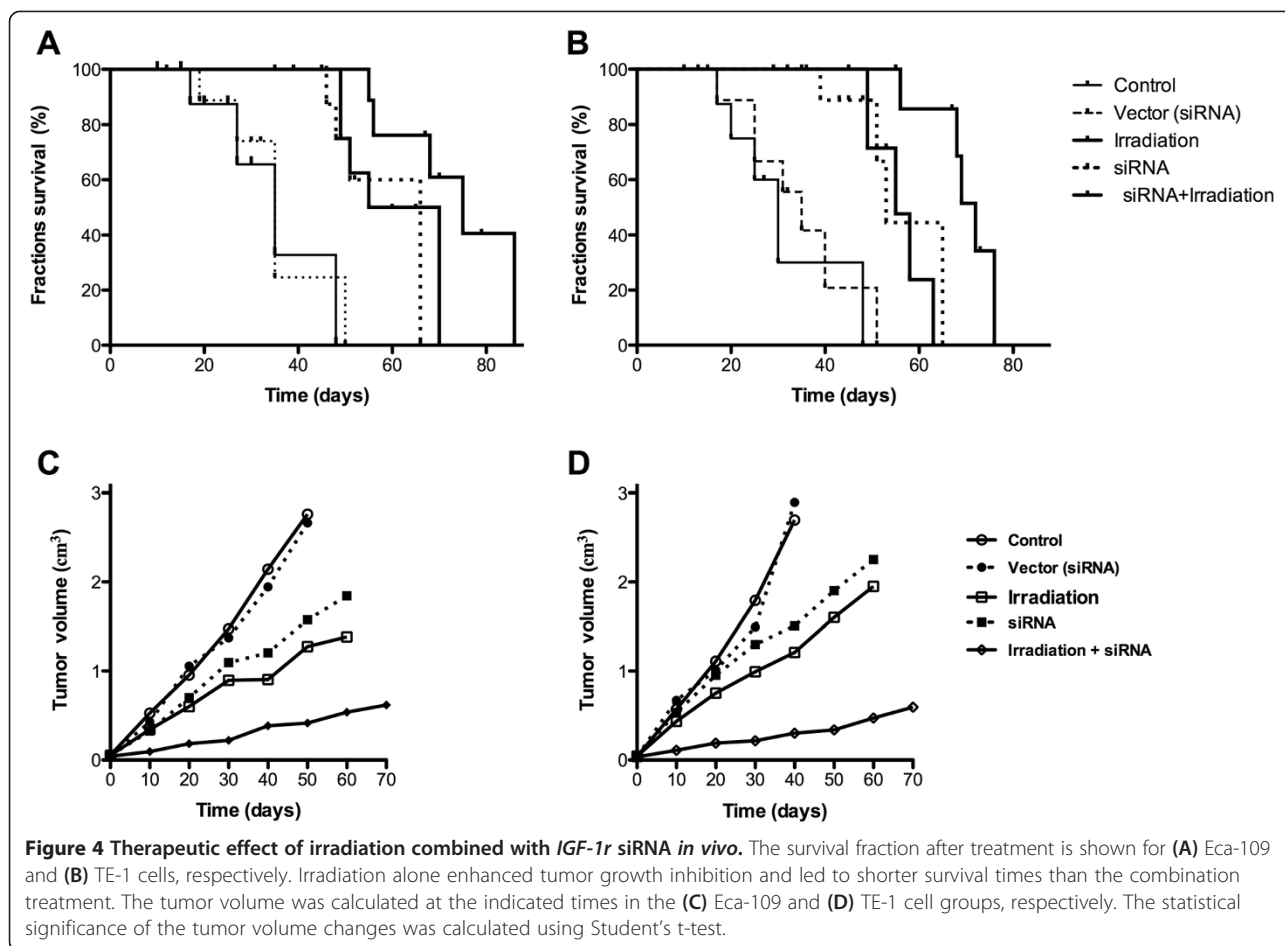 A
Fractions survival (%)
100
80
60
40
20
0
0 20 40 60 80
Time (days)
B
Fractions survival (%)
100
80
60
40
20
0
0 20 40 60 80
Time (days)
Control
Vector (siRNA)
Irradiation
siRNA
siRNA+Irradiation
C
Tumor volume (cm³)
3
2
1
0
0 10 20 30 40 50 60 70
Time (days)
D
Tumor volume (cm³)
3
2
1
0
0 10 20 30 40 50 60 70
Time (days)
Control
Vector (siRNA)
Irradiation
siRNA
Irradiation + siRNA
Figure 4 Therapeutic effect of irradiation combined with IGF-1r siRNA in vivo. The survival fraction after treatment is shown for (A) Eca-109
and (B) TE-1 cells, respectively. Irradiation alone enhanced tumor growth inhibition and led to shorter survival times than the combination
treatment. The tumor volume was calculated at the indicated times in the (C) Eca-109 and (D) TE-1 cell groups, respectively. The statistical
significance of the tumor volume changes was calculated using Student's t-test.